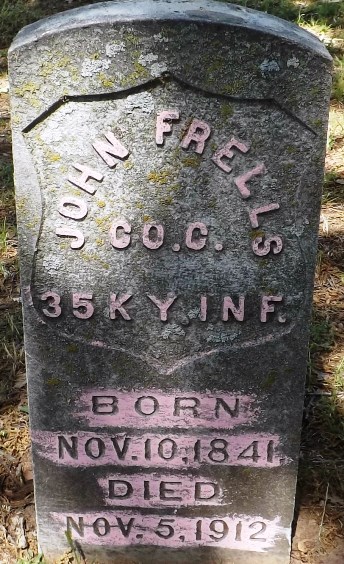 JOHN FRELLS
CO. C.
35 KY. INF.
BORN
NOV. 10, 1841
DIED
NOV. 5, 1912